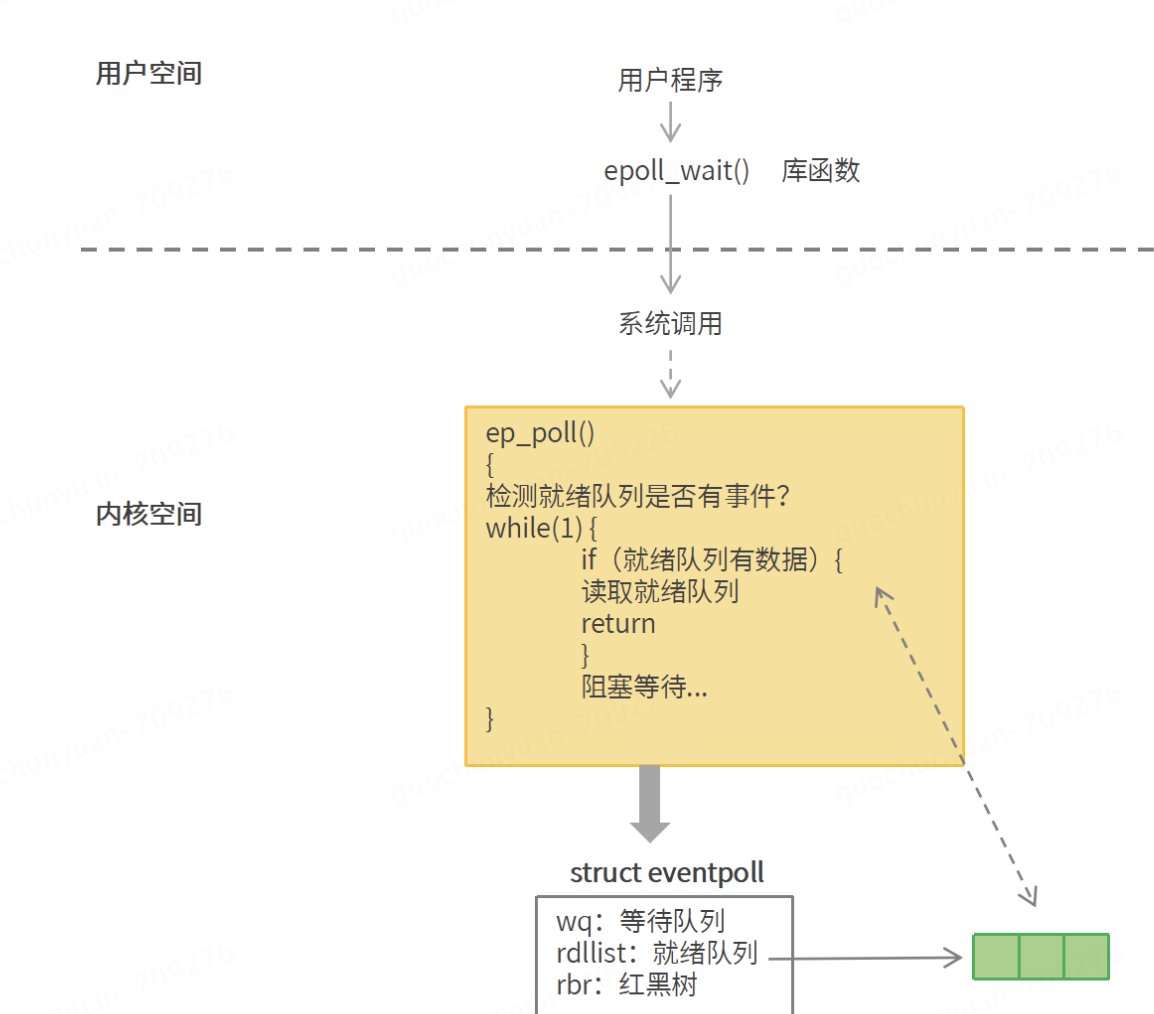 用户空间
用户程序
epoll_wait() 库函数
系统调用
内核空间
ep_poll()
{
检测就绪队列是否有事件?
while(1) {
if（就绪队列有数据）{
读取就绪队列
return
}
阻塞等待...
}
struct eventpoll
wq：等待队列
rdllist：就绪队列
rbr：红黑树
guochunyuan-709276